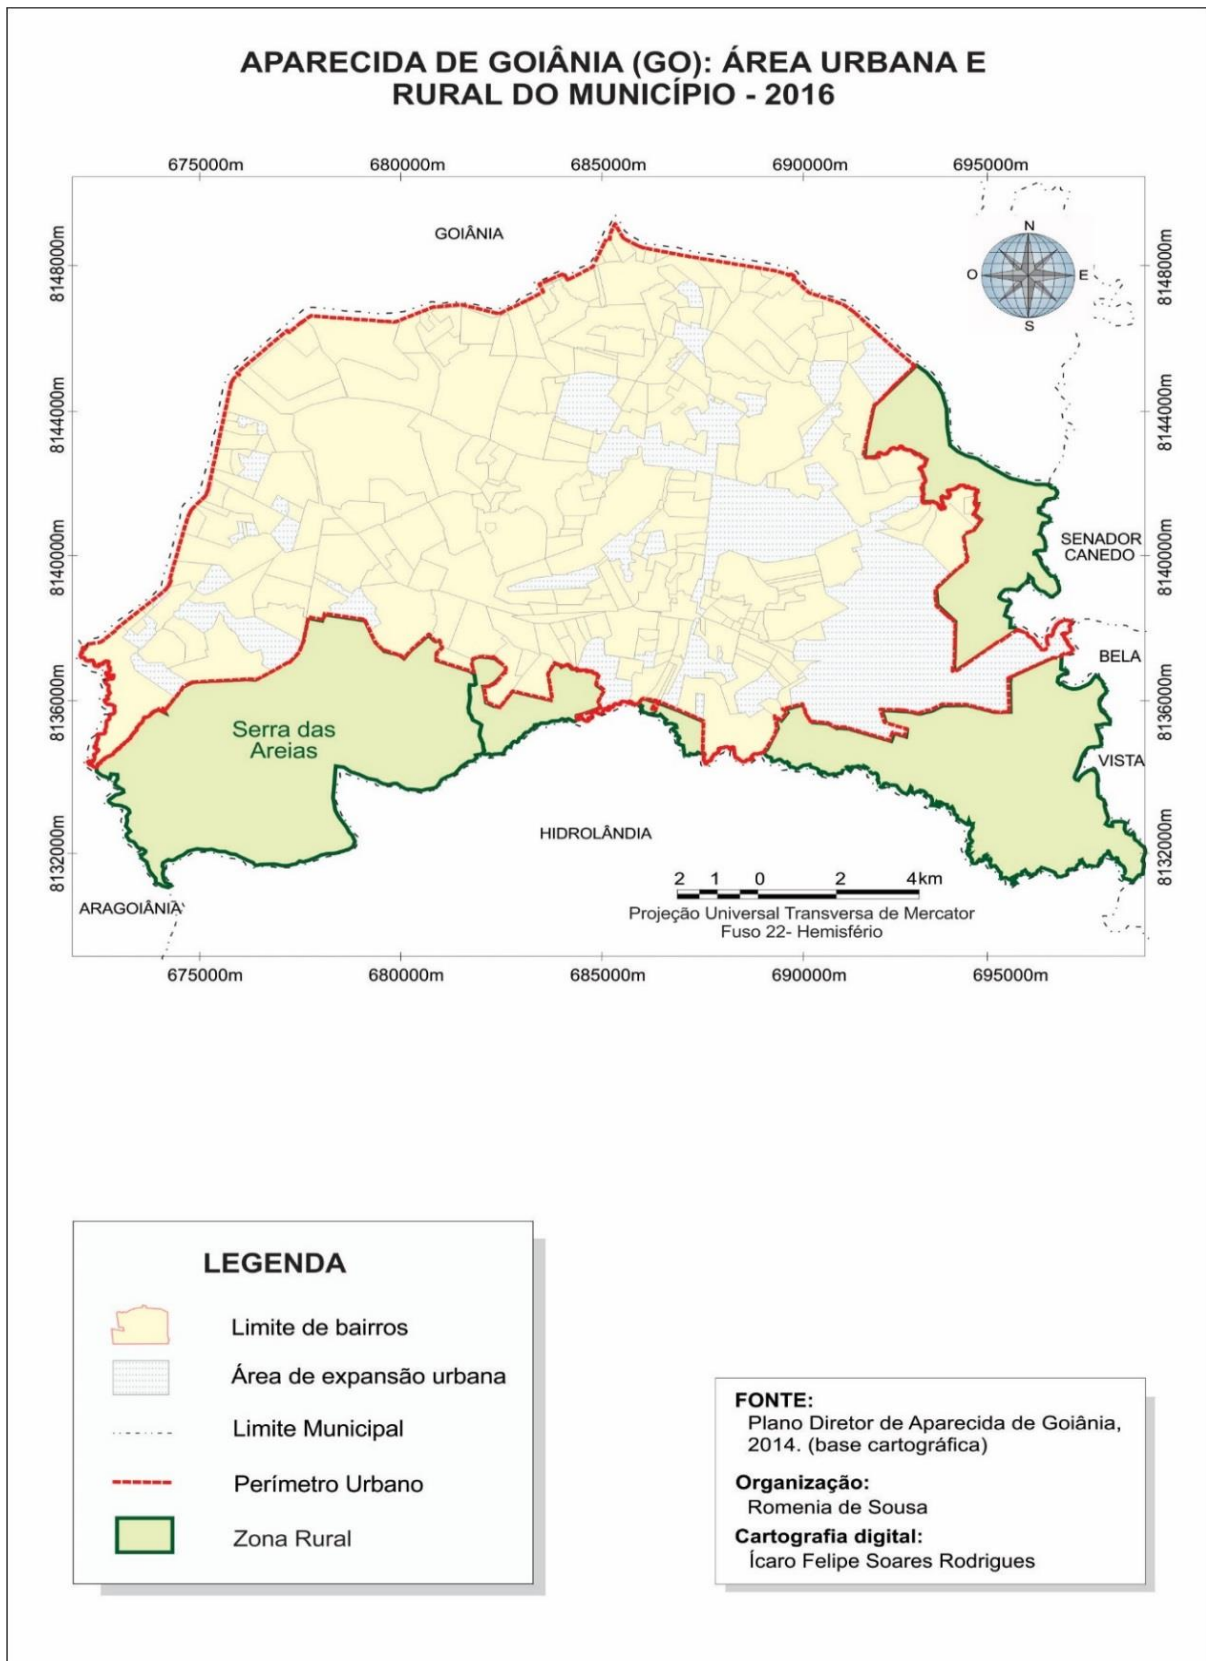 APARECIDA DE GOIÂNIA (GO): ÁREA URBANA E
RURAL DO MUNICÍPIO - 2016
675000m 680000m 685000m 690000m 695000m
GOIÂNIA
N
O E
S
8148000m 8148000m
8144000m 8144000m
8140000m 8140000m
SENADOR
CANEDO
BELA
8136000m 8136000m
Serra das
Areias
VISTA
HIDROLÂNDIA
8132000m 8132000m
2 1 0 2 4km
ARAGOIÂNIA
Projeção Universal Transversa de Mercator
Fuso 22- Hemisfério
675000m 680000m 685000m 690000m 695000m
LEGENDA
Limite de bairros
Área de expansão urbana
Limite Municipal
Perímetro Urbano
Zona Rural
FONTE:
Plano Diretor de Aparecida de Goiânia,
2014. (base cartográfica)
Organização:
Romenia de Sousa
Cartografia digital:
Ícaro Felipe Soares Rodrigues